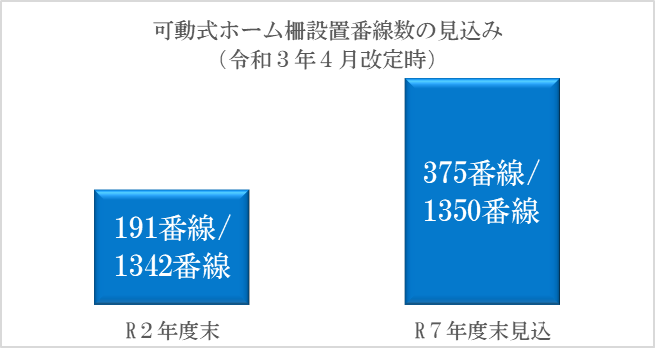 可動式ホーム柵設置番線数の見込み
（令和３年４月改定時）
191番線/
1342番線
375番線/
1350番線
R２年度末
R７年度末見込